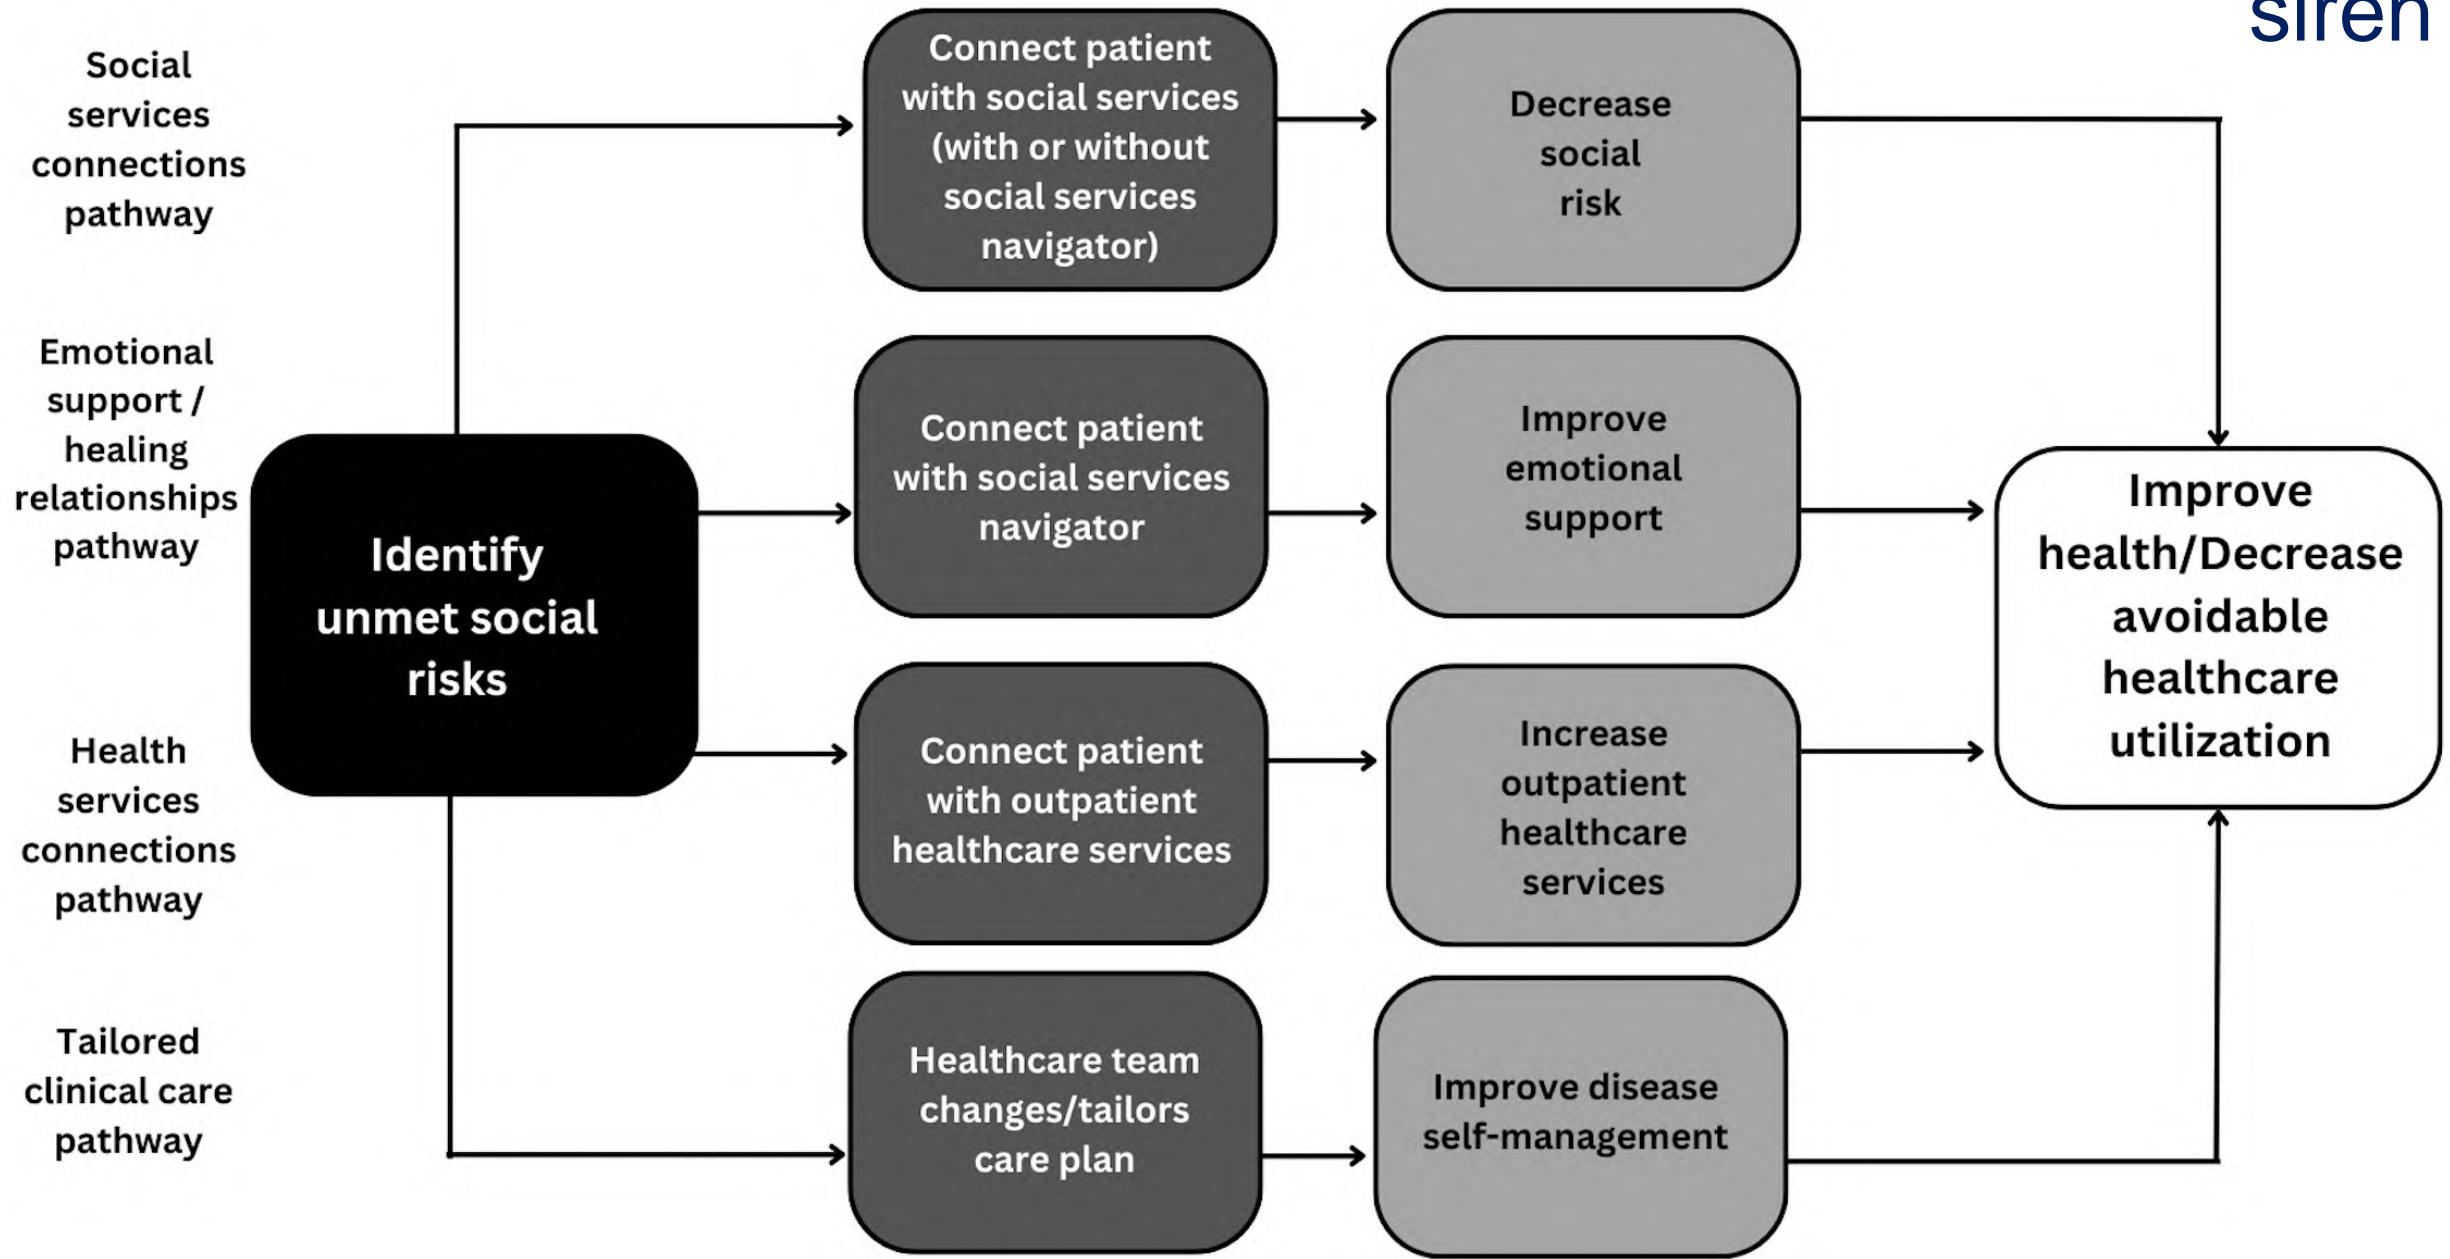 siren
Social
services
connections
pathway
Connect patient
with social services
(with or without
social services
navigator)
Decrease
social
risk
Emotional
support /
healing
relationships
pathway
Connect patient
with social services
navigator
Improve
emotional
support
Identify
unmet social
risks
Improve
health/Decrease
avoidable
healthcare
utilization
Health
services
connections
pathway
Connect patient
with outpatient
healthcare services
Increase
outpatient
healthcare
services
Tailored
clinical care
pathway
Healthcare team
changes/tailors
care plan
Improve disease
self-management